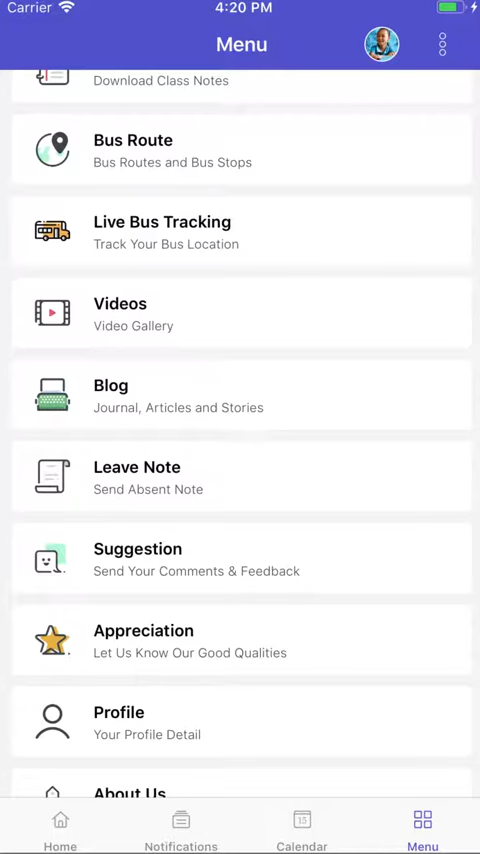 Carrier 4:20 PM
Menu
Download Class Notes
Bus Route
Bus Routes and Bus Stops
Live Bus Tracking
Track Your Bus Location
Videos
Video Gallery
Blog
Journal, Articles and Stories
Leave Note
Send Absent Note
Suggestion
Send Your Comments & Feedback
Appreciation
Let Us Know Our Good Qualities
Profile
Your Profile Detail
About Us
15
Home Notifications Calendar Menu